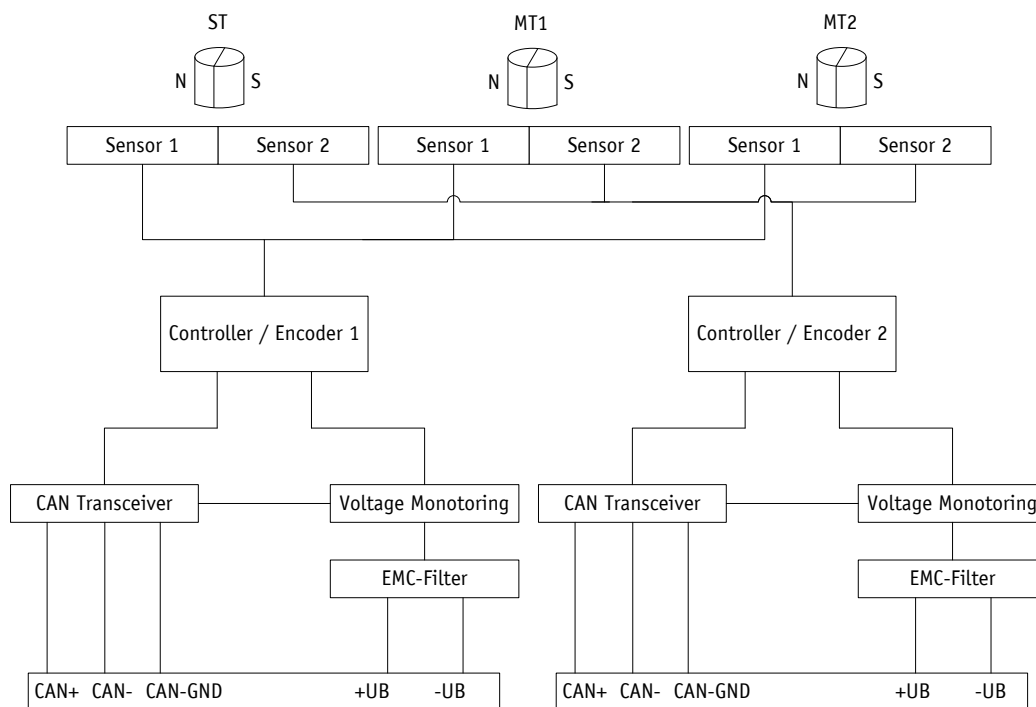 ST MT1 MT2
N S N S N S
Sensor 1 Sensor 2 Sensor 1 Sensor 2 Sensor 1 Sensor 2
Controller / Encoder 1 Controller / Encoder 2
CAN Transceiver Voltage Monotoring CAN Transceiver Voltage Monotoring
EMC-Filter EMC-Filter
CAN+ CAN- CAN-GND +UB -UB CAN+ CAN- CAN-GND +UB -UB